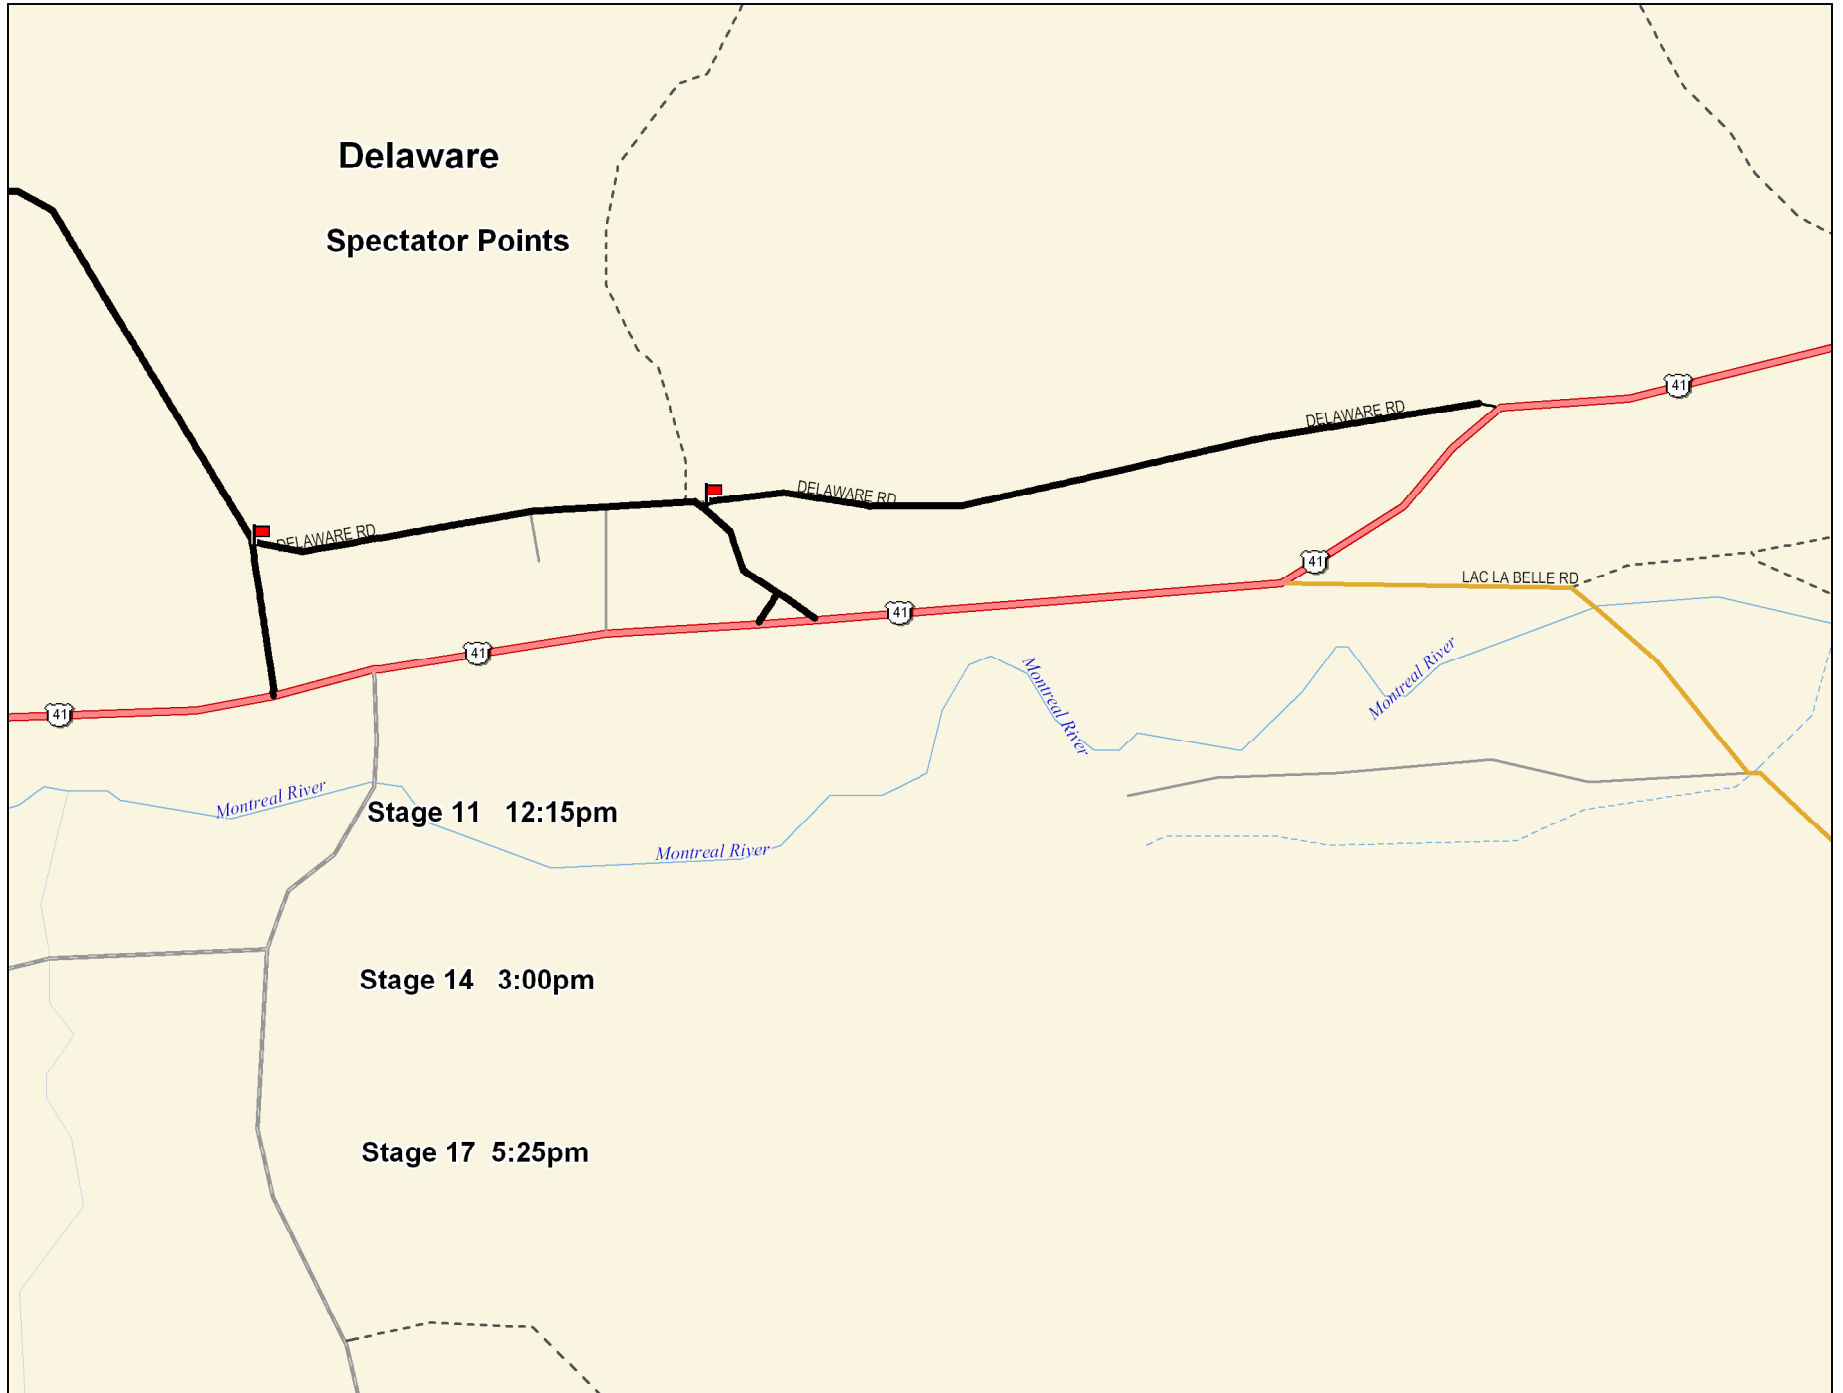 Delaware
Spectator Points
41
DELAWARE RD
DELAWARE RD
DELAWARE RD
41
LAC LA BELLE RD
41
41
41
Montreal River
Montreal River
Montreal River
Stage 11 12:15pm
Montreal River
Stage 14 3:00pm
Stage 17 5:25pm